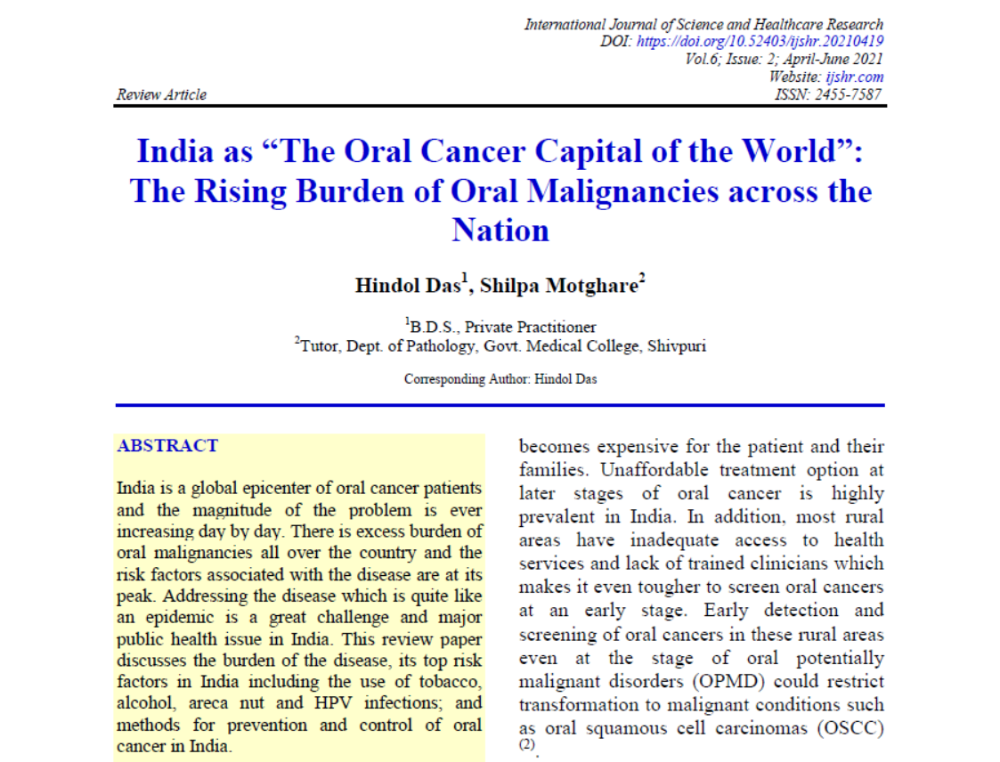 International Journal of Science and Healthcare Research
DOI: https://doi.org/10.52403/ijshr.20210419
Vol.6; Issue: 2; April-June 2021
Website: ijshr.com
Review Article
ISSN: 2455-7587
India as “The Oral Cancer Capital of the World”:
The Rising Burden of Oral Malignancies across the
Nation
Hindol Das1, Shilpa Motghare2
1B.D.S., Private Practitioner
2Tutor, Dept. of Pathology, Govt. Medical College, Shivpuri
Corresponding Author: Hindol Das
ABSTRACT
India is a global epicenter of oral cancer patients
and the magnitude of the problem is ever
increasing day by day. There is excess burden of
oral malignancies all over the country and the
risk factors associated with the disease are at its
peak. Addressing the disease which is quite like
an epidemic is a great challenge and major
public health issue in India. This review paper
discusses the burden of the disease, its top risk
factors in India including the use of tobacco,
alcohol, areca nut and HPV infections; and
methods for prevention and control of oral
cancer in India.
becomes expensive for the patient and their
families. Unaffordable treatment option at
later stages of oral cancer is highly
prevalent in India. In addition, most rural
areas have inadequate access to health
services and lack of trained clinicians which
makes it even tougher to screen oral cancers
at an early stage. Early detection and
screening of oral cancers in these rural areas
even at the stage of oral potentially
malignant disorders (OPMD) could restrict
transformation to malignant conditions such
as oral squamous cell carcinomas (OSCC)
(2).